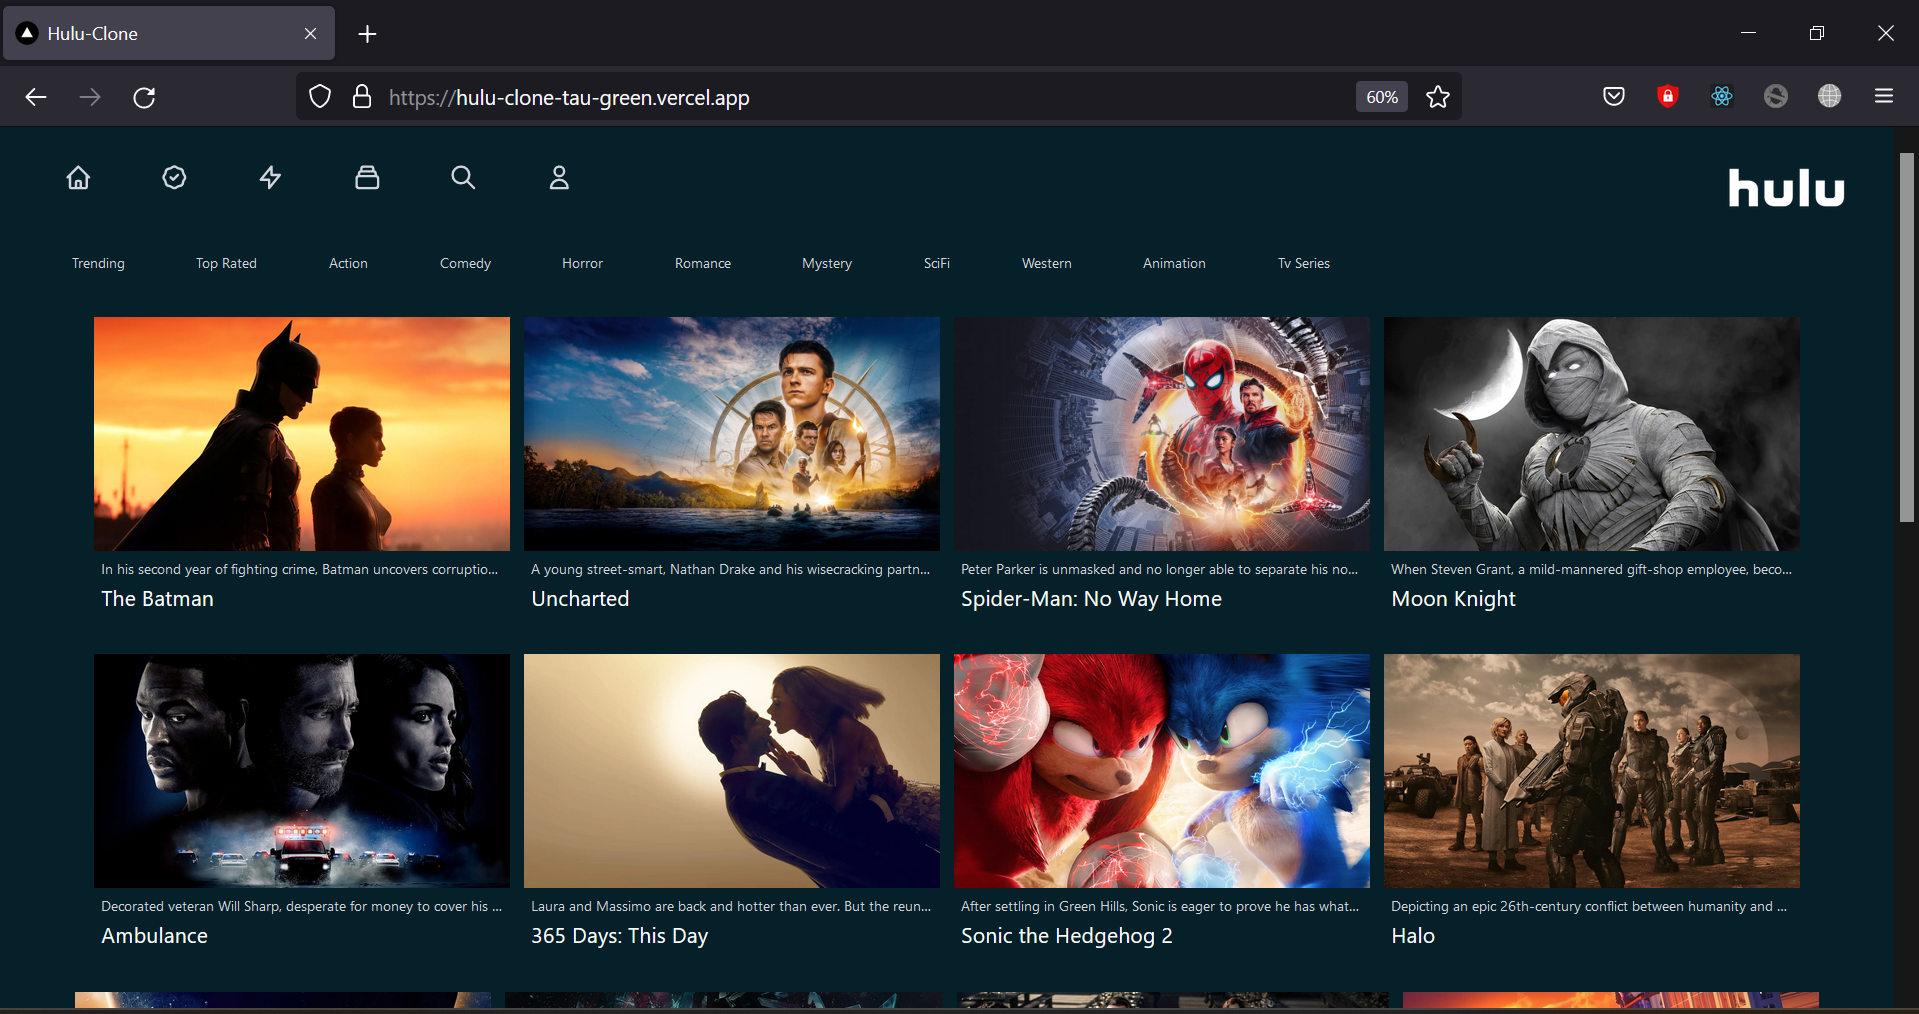 Hulu-Clone
https://hulu-clone-tau-green.vercel.app
60%
hulu
Trending Top Rated Action Comedy Horror Romance Mystery SciFi Western Animation Tv Series
In his second year of fighting crime, Batman uncovers corruptio...
The Batman
A young street-smart, Nathan Drake and his wisecracking partn...
Uncharted
Peter Parker is unmasked and no longer able to separate his no...
Spider-Man: No Way Home
When Steven Grant, a mild-mannered gift-shop employee, beco...
Moon Knight
Decorated veteran Will Sharp, desperate for money to cover his ...
Ambulance
Laura and Massimo are back and hotter than ever. But the reun...
365 Days: This Day
After settling in Green Hills, Sonic is eager to prove he has what...
Sonic the Hedgehog 2
Depicting an epic 26th-century conflict between humanity and ...
Halo